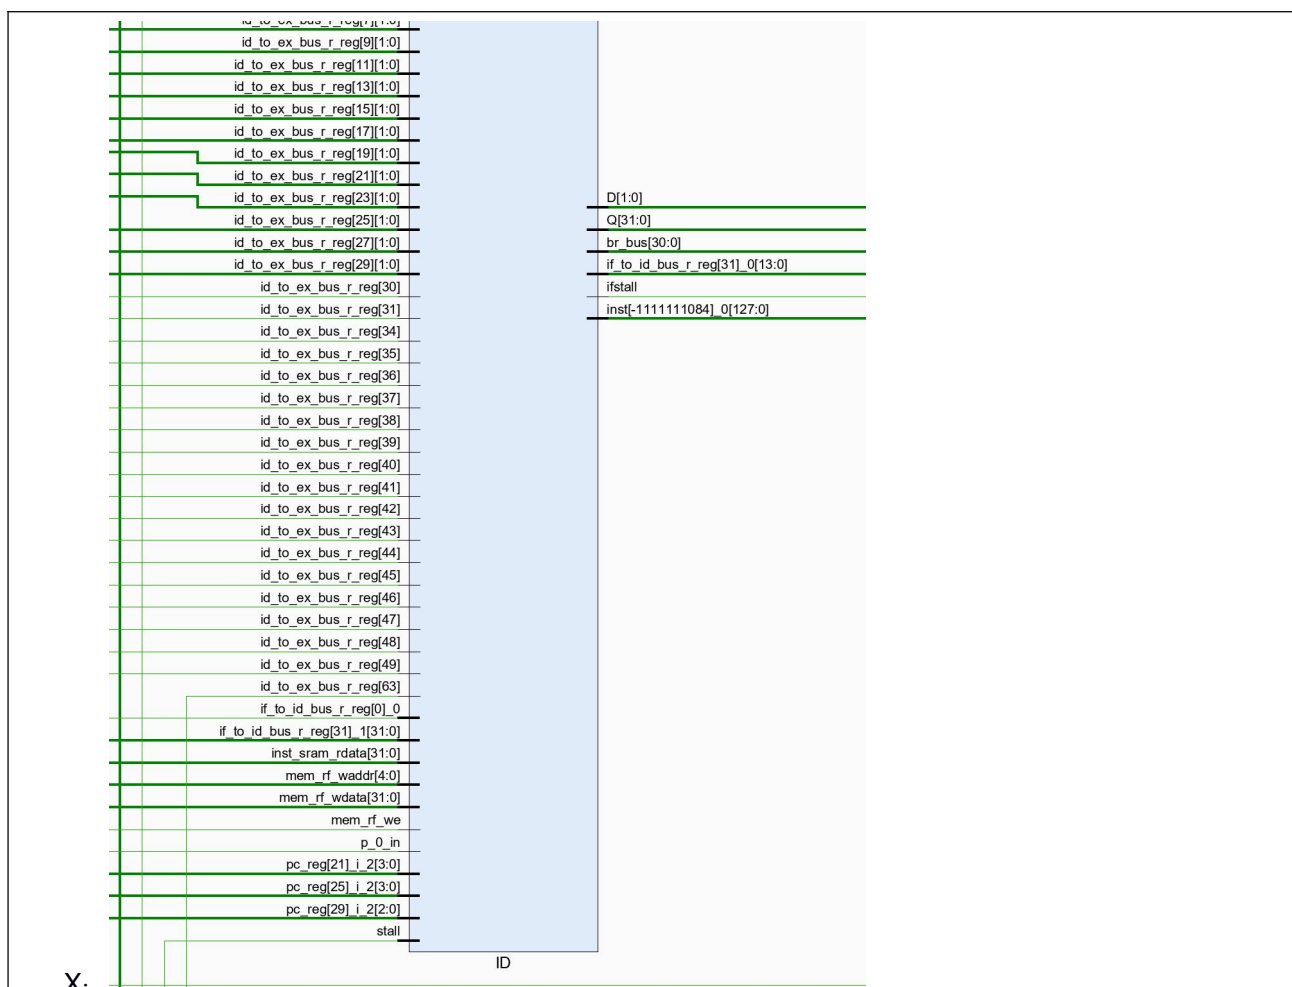 id_to_ex_bus_r_reg[7][1:0]
id_to_ex_bus_r_reg[9][1:0]
id_to_ex_bus_r_reg[11][1:0]
id_to_ex_bus_r_reg[13][1:0]
id_to_ex_bus_r_reg[15][1:0]
id_to_ex_bus_r_reg[17][1:0]
id_to_ex_bus_r_reg[19][1:0]
id_to_ex_bus_r_reg[21][1:0]
id_to_ex_bus_r_reg[23][1:0]
id_to_ex_bus_r_reg[25][1:0]
id_to_ex_bus_r_reg[27][1:0]
id_to_ex_bus_r_reg[29][1:0]
id_to_ex_bus_r_reg[30]
id_to_ex_bus_r_reg[31]
id_to_ex_bus_r_reg[34]
id_to_ex_bus_r_reg[35]
id_to_ex_bus_r_reg[36]
id_to_ex_bus_r_reg[37]
id_to_ex_bus_r_reg[38]
id_to_ex_bus_r_reg[39]
id_to_ex_bus_r_reg[40]
id_to_ex_bus_r_reg[41]
id_to_ex_bus_r_reg[42]
id_to_ex_bus_r_reg[43]
id_to_ex_bus_r_reg[44]
id_to_ex_bus_r_reg[45]
id_to_ex_bus_r_reg[46]
id_to_ex_bus_r_reg[47]
id_to_ex_bus_r_reg[48]
id_to_ex_bus_r_reg[49]
id_to_ex_bus_r_reg[63]
if_to_id_bus_r_reg[0]_0
if_to_id_bus_r_reg[31]_1[31:0]
inst_sram_rdata[31:0]
mem_rf_waddr[4:0]
mem_rf_wdata[31:0]
mem_rf_we
p_0_in
pc_reg[21]_i_2[3:0]
pc_reg[25]_i_2[3:0]
pc_reg[29]_i_2[2:0]
stall
D[1:0]
Q[31:0]
br_bus[30:0]
if_to_id_bus_r_reg[31]_0[13:0]
ifstall
inst[-1111111084]_0[127:0]
ID